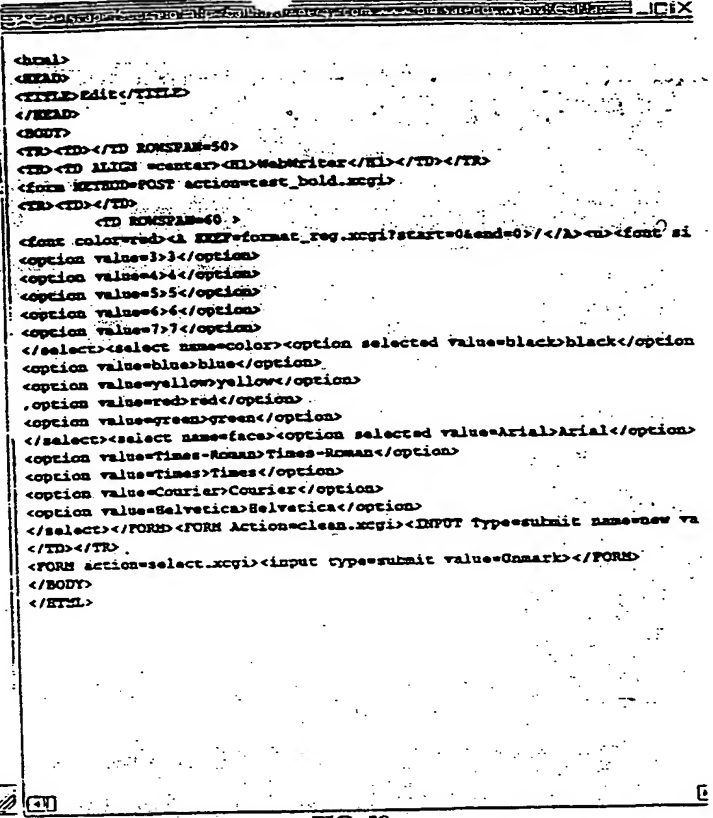 <html>
<HEAD>
<TITLE>Edit</TITLE>
</HEAD>
<BODY>
<TR><TD></TD ROWSPAN=50>
<TR><TD ALIGN =center><H1>WebWriter</H1></TD></TR>
<form METHOD=POST action=test_bold.xcgi>
<TR><TD></TD>
<TD ROWSPAN=60 >
<font color=red><A HREF=format_reg.xcgi?start=0&end=0>/</A><n><font si
<option value=3>3</option>
<option value=4>4</option>
<option value=5>5</option>
<option value=6>6</option>
<option value=7>7</option>
</select><select name=color><option selected value=black>black</option
<option value=blue>blue</option>
<option value=yellow>yellow</option>
,option value=red>red</option>
<option value=green>green</option>
</select><select name=face><option selected value=Arial>Arial</option>
<option value=Times-Roman>Times-Roman</option>
<option value=Times>Times</option>
<option value=Courier>Courier</option>
<option value=Helvetica>Helvetica</option>
</select></FORM><FORM Action=clean.xcgi><INPUT Type=submit name=new va
</TD></TR>
<FORM action=select.xcgi><input type=submit value=Unmark></FORM>
</BODY>
</HTML>